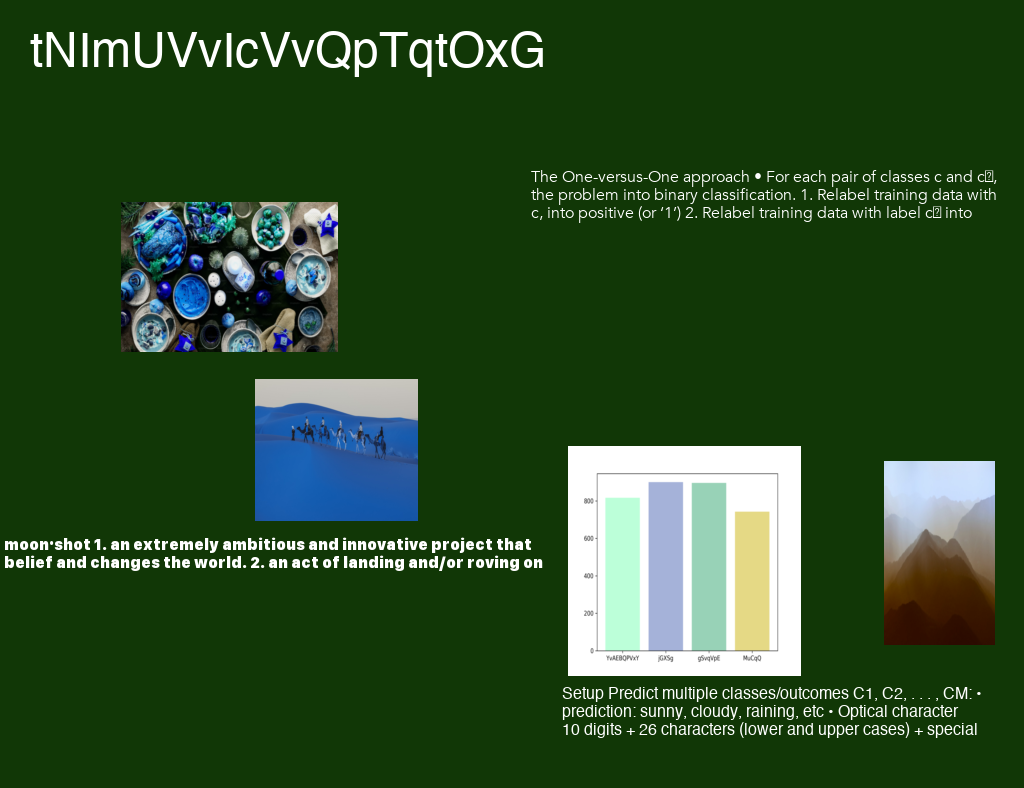 tNImUVvIcVvQpTqtOxG
The One-versus-One approach • For each pair of classes c and c,
the problem into binary classification. 1. Relabel training data with
c, into positive (or ‘1’) 2. Relabel training data with label c into
moon·shot 1. an extremely ambitious and innovative project that
belief and changes the world. 2. an act of landing and/or roving on
800
600
400
200
0
YvAEBQPVxY jGXSg gSvqVpE MuCqQ
Setup Predict multiple classes/outcomes C1, C2, . . . , CM: •
prediction: sunny, cloudy, raining, etc • Optical character
10 digits + 26 characters (lower and upper cases) + special